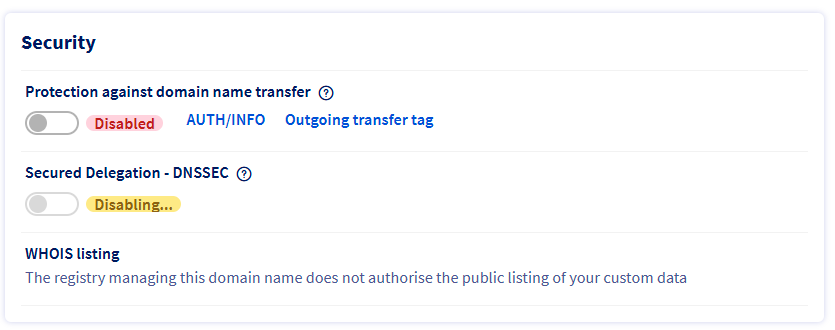 Security
Protection against domain name transfer ?
Disabled AUTH/INFO Outgoing transfer tag
Secured Delegation - DNSSEC ?
Disabling...
WHOIS listing
The registry managing this domain name does not authorise the public listing of your custom data